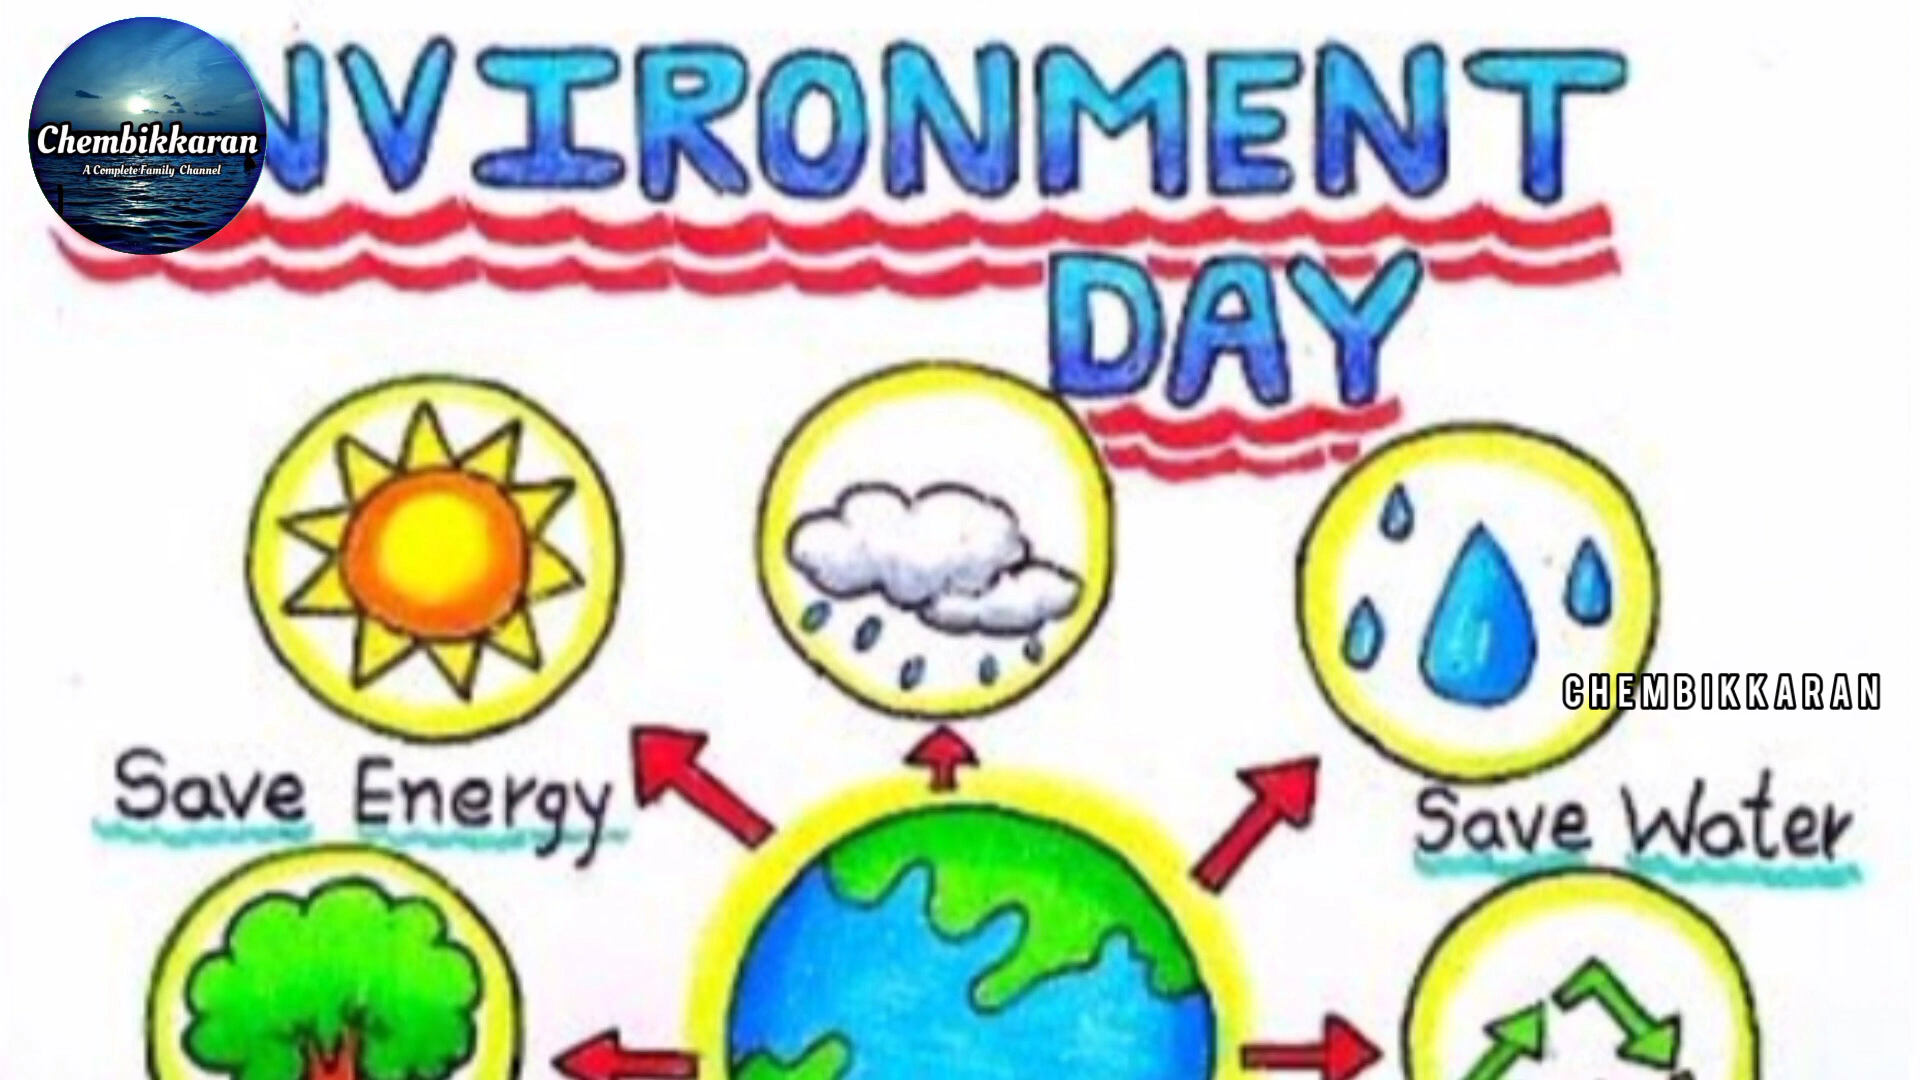 NVIRONMENT
Chembikkaran
A Complete Family Channel
DAY
CHEMBIKKARAN
Save Energy
Save Water